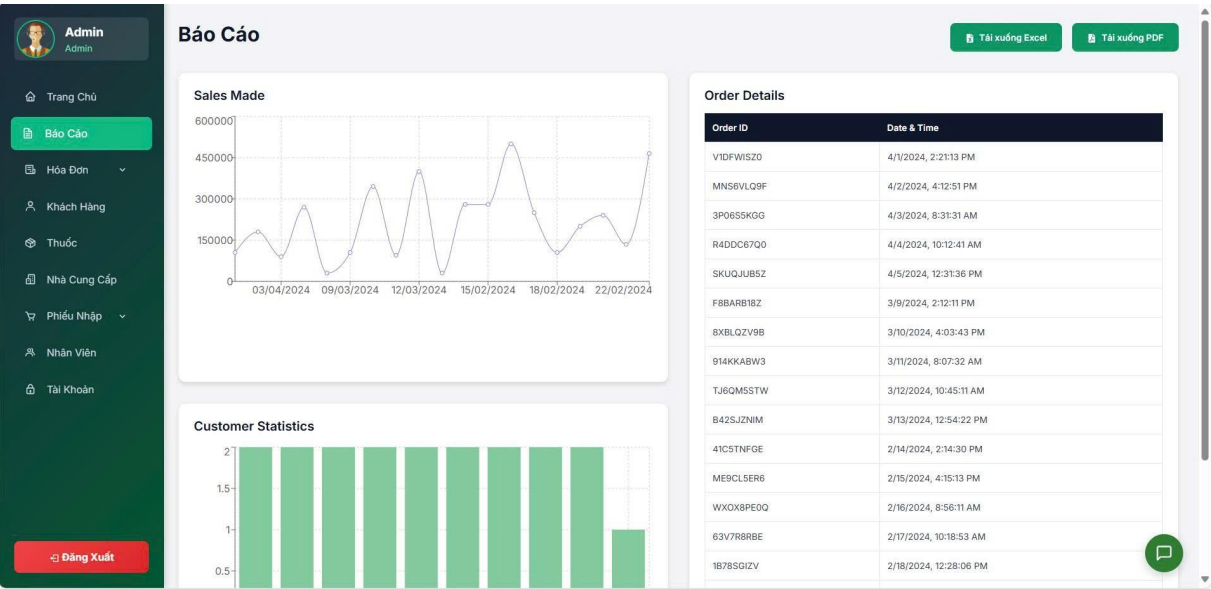 Admin
Admin
Trang Chủ
Báo Cáo
Hóa Đơn
Khách Hàng
Thuốc
Nhà Cung Cấp
Phiếu Nhập
Nhân Viên
Tài Khoản
Đăng Xuất
Báo Cáo
Tải xuống Excel
Tải xuống PDF
Sales Made
600000
450000
300000
150000
0
03/04/2024 09/03/2024 12/03/2024 15/02/2024 18/02/2024 22/02/2024
Customer Statistics
2
1.5
1
0.5
Order Details
Order ID Date & Time
V1DFWISZ0 4/1/2024, 2:21:13 PM
MNS6VLQ9F 4/2/2024, 4:12:51 PM
3P06S5KGG 4/3/2024, 8:31:31 AM
R4DDC67Q0 4/4/2024, 10:12:41 AM
SKUQJUB5Z 4/5/2024, 12:31:36 PM
F8BARB18Z 3/9/2024, 2:12:11 PM
8XBLQZV9B 3/10/2024, 4:03:43 PM
914KKABW3 3/11/2024, 8:07:32 AM
TJ6QM5STW 3/12/2024, 10:45:11 AM
B42SJZNIM 3/13/2024, 12:54:22 PM
41C5TNFGE 2/14/2024, 2:14:30 PM
ME9CL5ER6 2/15/2024, 4:15:13 PM
WXOX8PE0Q 2/16/2024, 8:56:11 AM
63V7R8RBE 2/17/2024, 10:18:53 AM
1B78SGIZV 2/18/2024, 12:28:06 PM